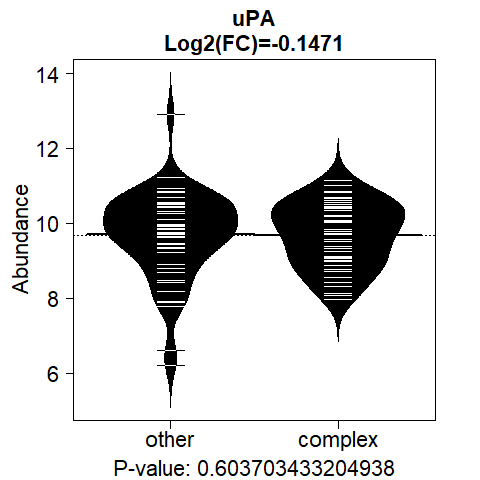 uPA
Log2(FC)=-0.1471
Abundance
14
12
10
8
6
other
complex
P-value: 0.603703433204938